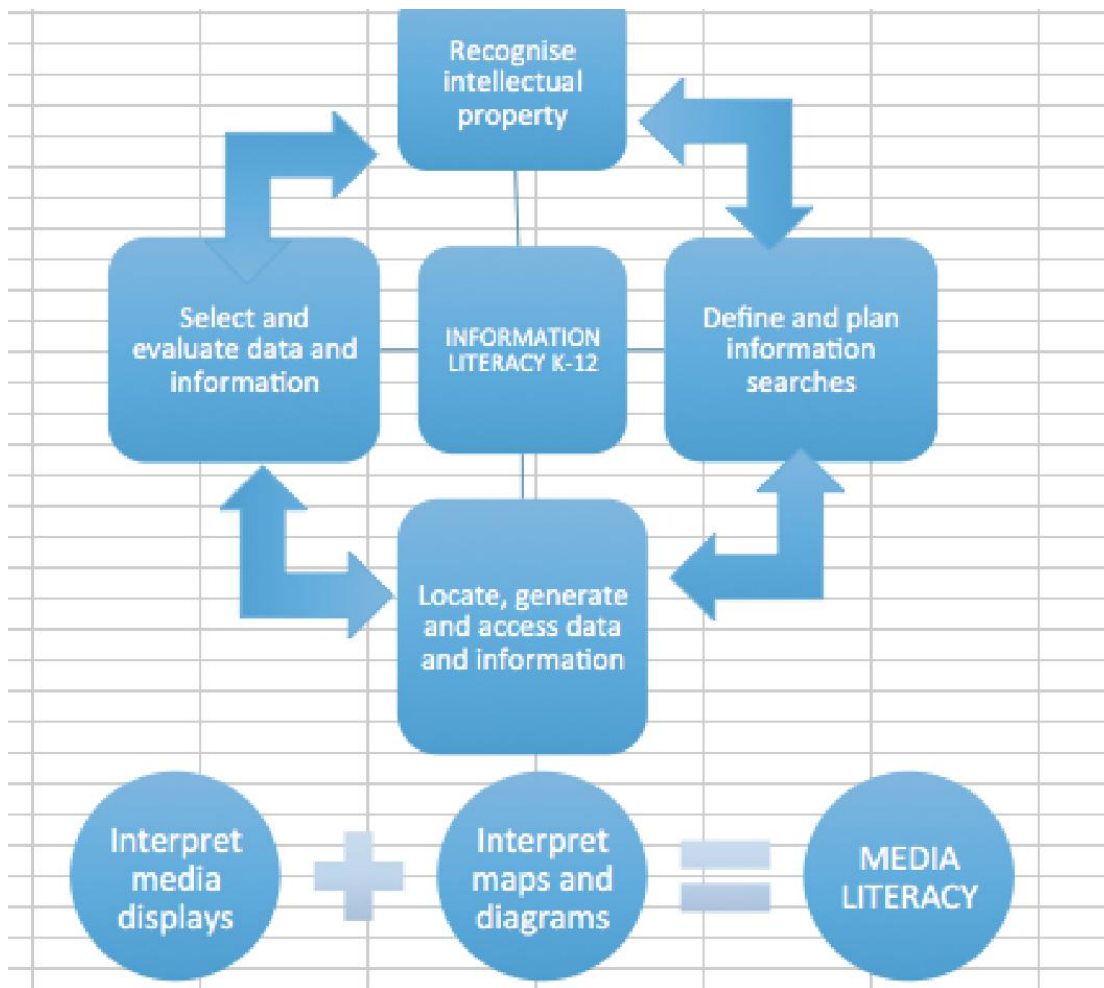 Recognise
intellectual
property
Select and
evaluate data and
information
INFORMATION
LITERACY K-12
Define and plan
information
searches
Locate, generate
and access data
and information
Interpret
media
displays
Interpret
maps and
diagrams
MEDIA
LITERACY